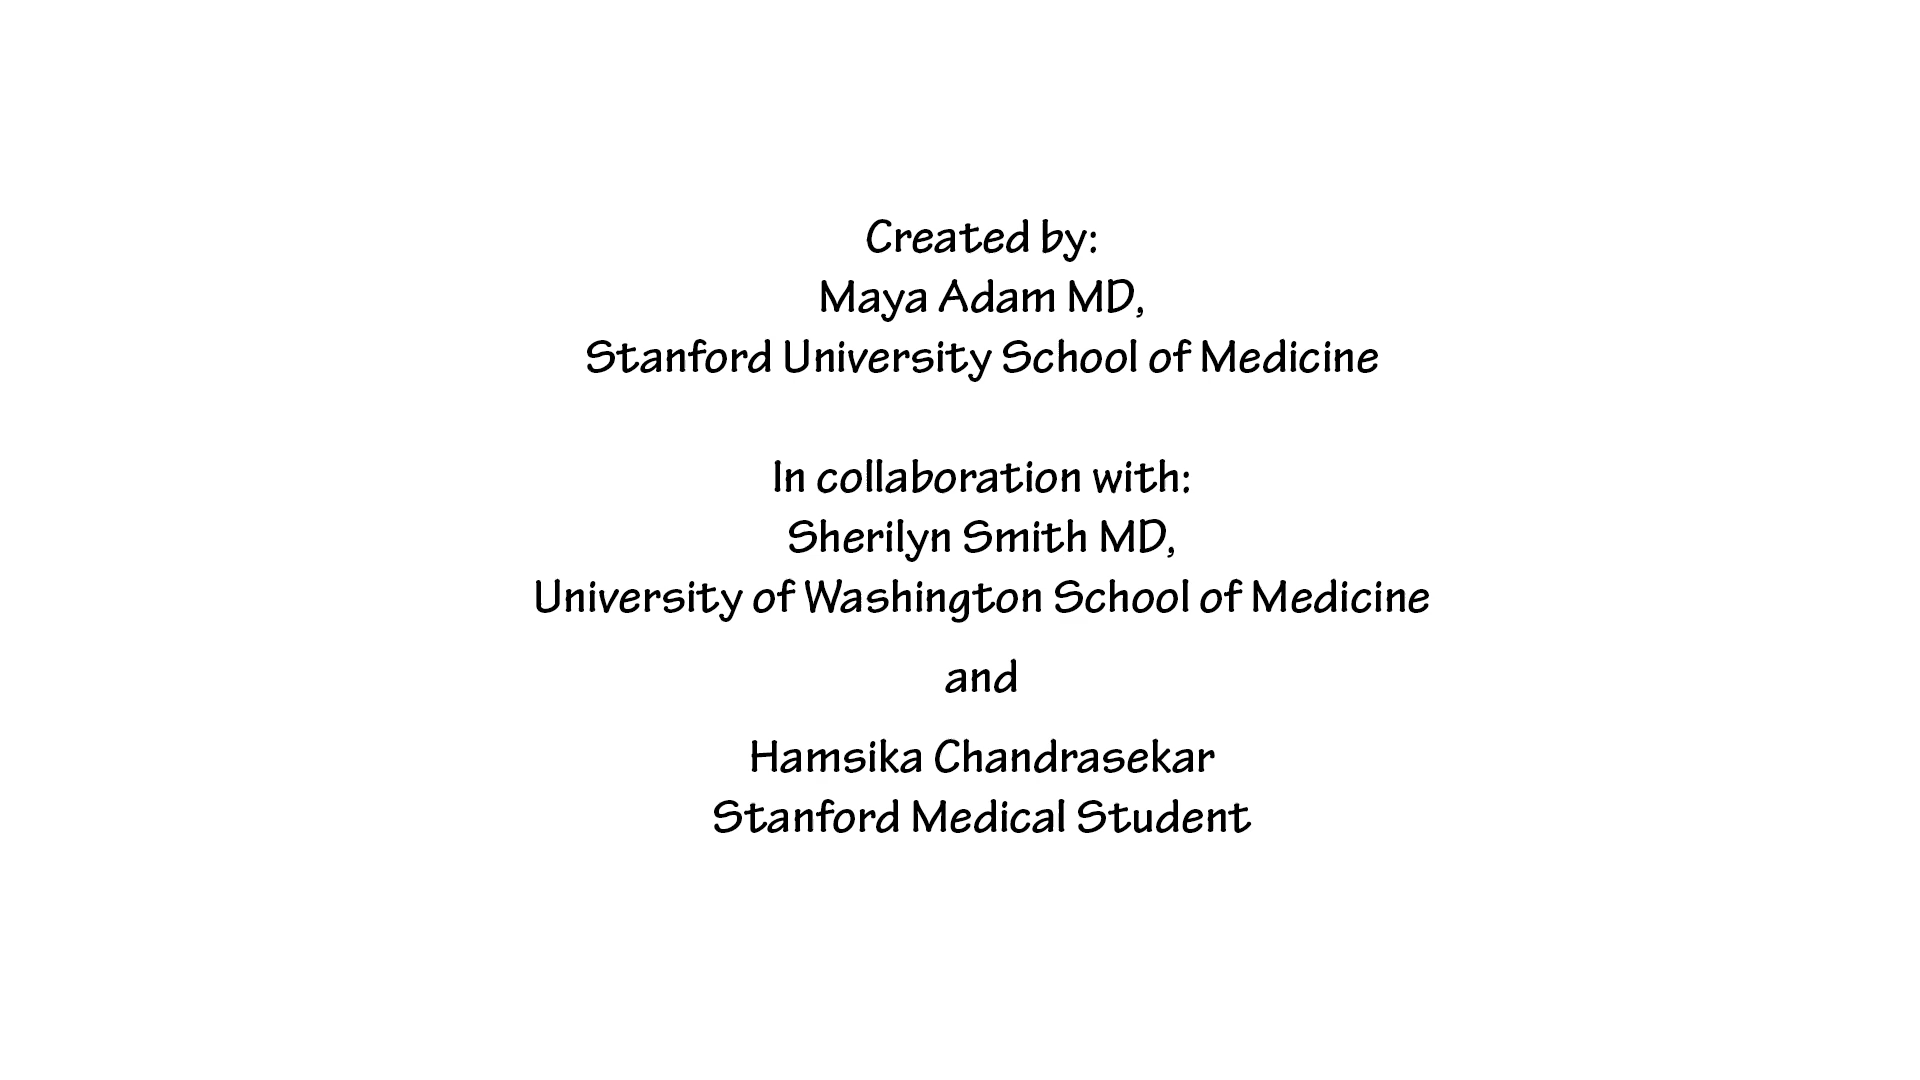 Created by:
Maya Adam MD,
Stanford University School of Medicine
In collaboration with:
Sherilyn Smith MD,
University of Washington School of Medicine
and
Hamsika Chandrasekar
Stanford Medical Student